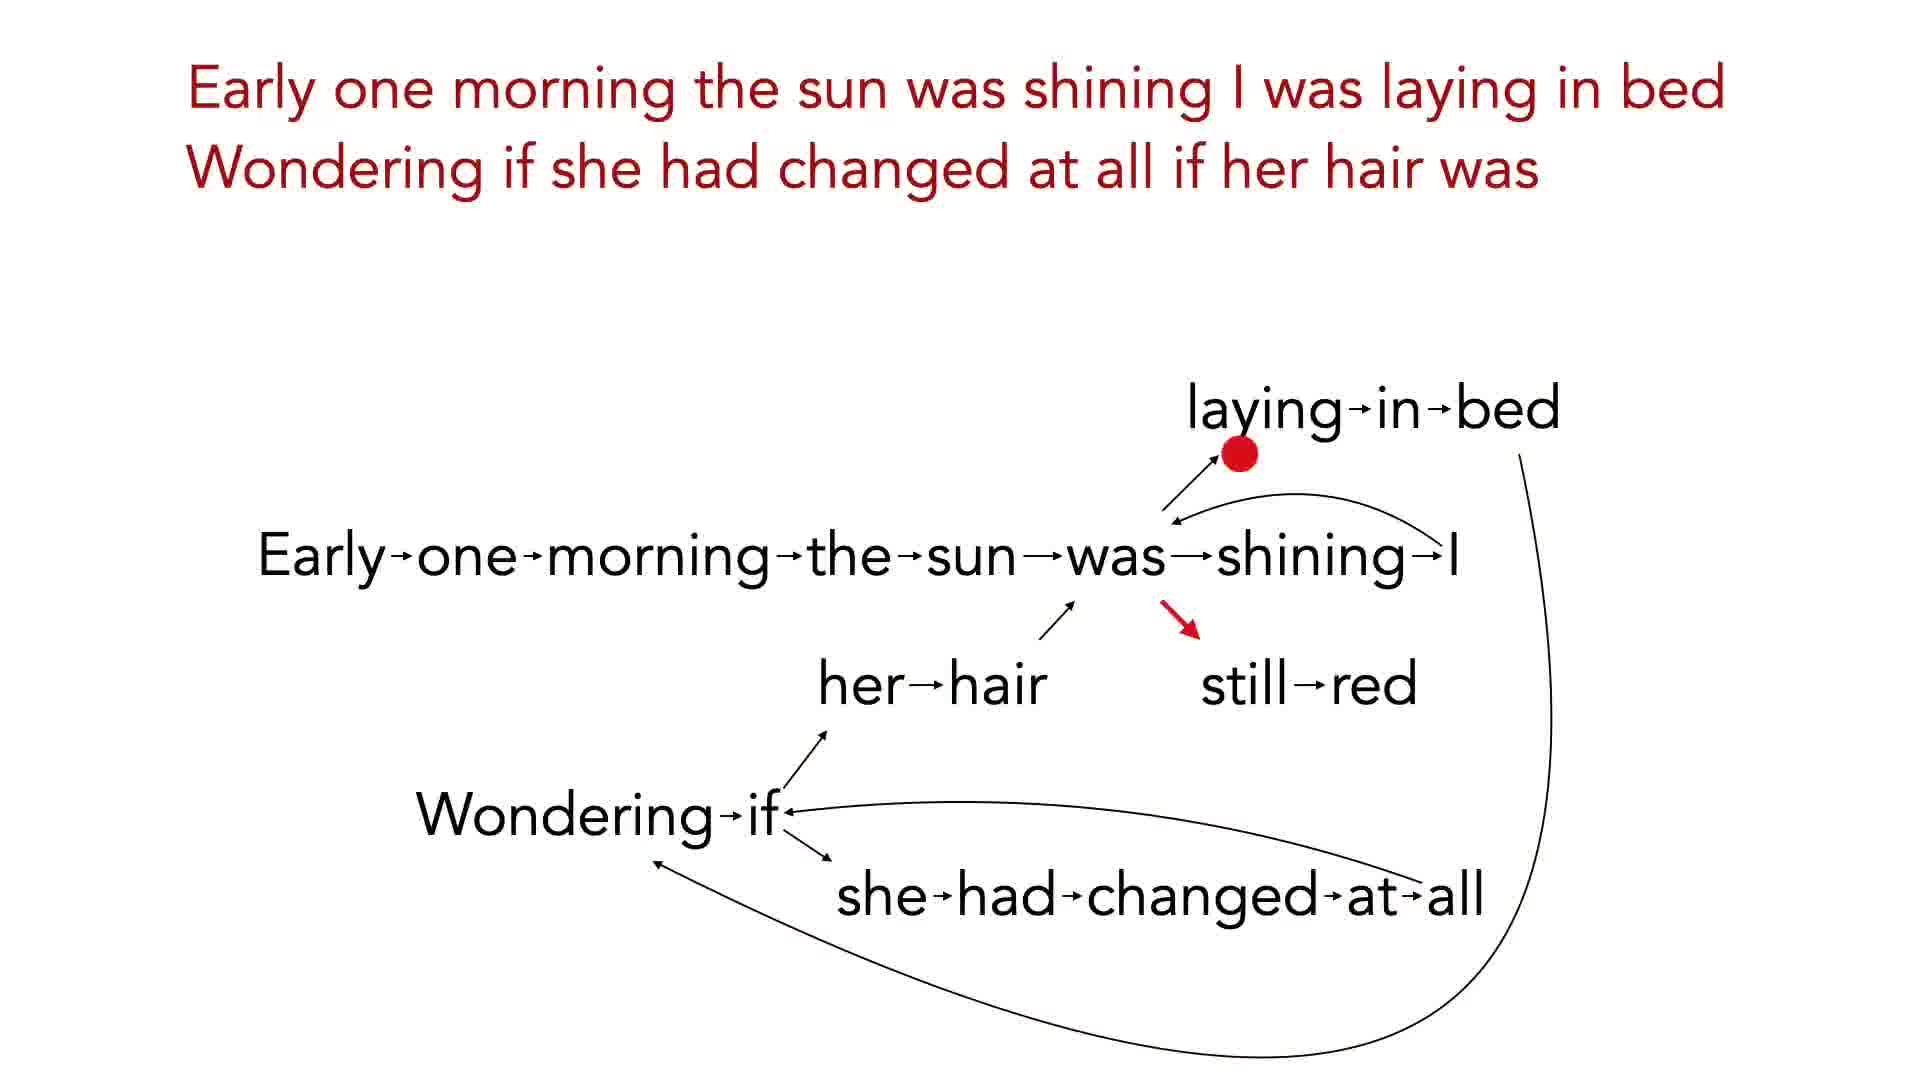 Early one morning the sun was shining I was laying in bed
Wondering if she had changed at all if her hair was
laying→in→bed
Early→one→morning→the→sun→was→shining→I
her→hair
still→red
Wondering→if
she→had→changed→at→all